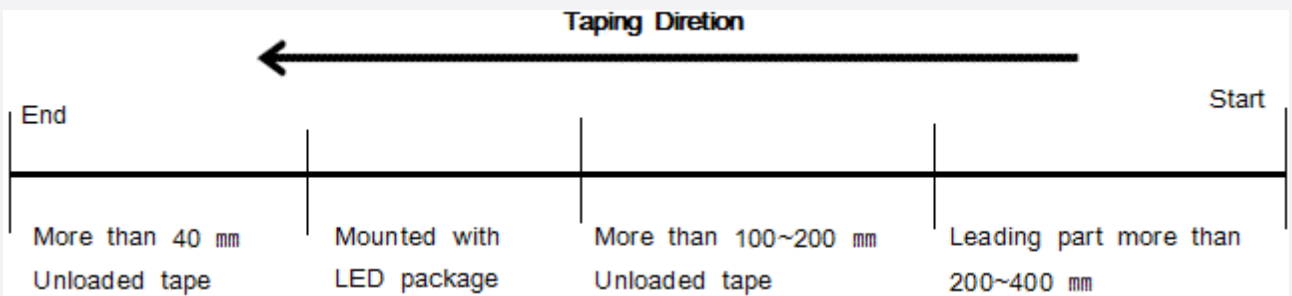 Taping Diretion
End
Start
More than 40 ㎜
Unloaded tape
Mounted with
LED package
More than 100~200 ㎜
Unloaded tape
Leading part more than
200~400 ㎜